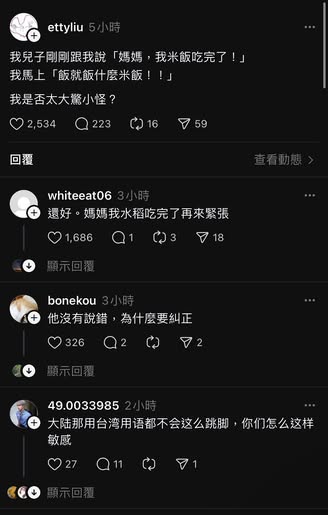 ettyliu 5小時
我兒子剛剛跟我說「媽媽，我米飯吃完了！」
我馬上「飯就飯什麼米飯！！」
我是否太大驚小怪？
2,534 223 16 59
回覆 查看動態
whiteeat06 3小時
還好。媽媽我水稻吃完了再來緊張
1,686 1 3 18
顯示回覆
bonekou 3小時
他沒有說錯，為什麼要糾正
326 2 2
顯示回覆
49.0033985 2小時
大陆那用台湾用语都不会这么跳脚，你们怎么这样
敏感
27 11 1
顯示回覆